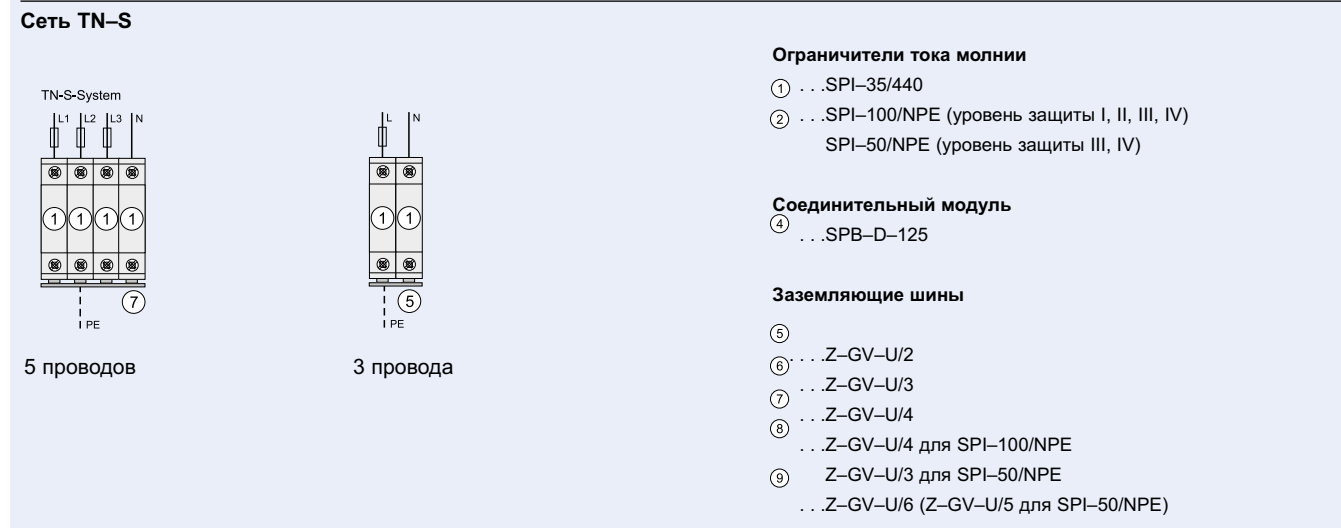 Сеть TN–S
TN-S-System
L1 L2 L3 N
1 1 1 1
7
PE
5 проводов
L N
1 1
5
PE
3 провода
Ограничители тока молнии
1 . . .SPI–35/440
2 . . .SPI–100/NPE (уровень защиты I, II, III, IV)
SPI–50/NPE (уровень защиты III, IV)
Соединительный модуль
4 . . .SPB–D–125
Заземляющие шины
5 . . . .Z–GV–U/2
6 . . .Z–GV–U/3
7 . . .Z–GV–U/4
8 . . .Z–GV–U/4 для SPI–100/NPE
Z–GV–U/3 для SPI–50/NPE
9 . . .Z–GV–U/6 (Z–GV–U/5 для SPI–50/NPE)